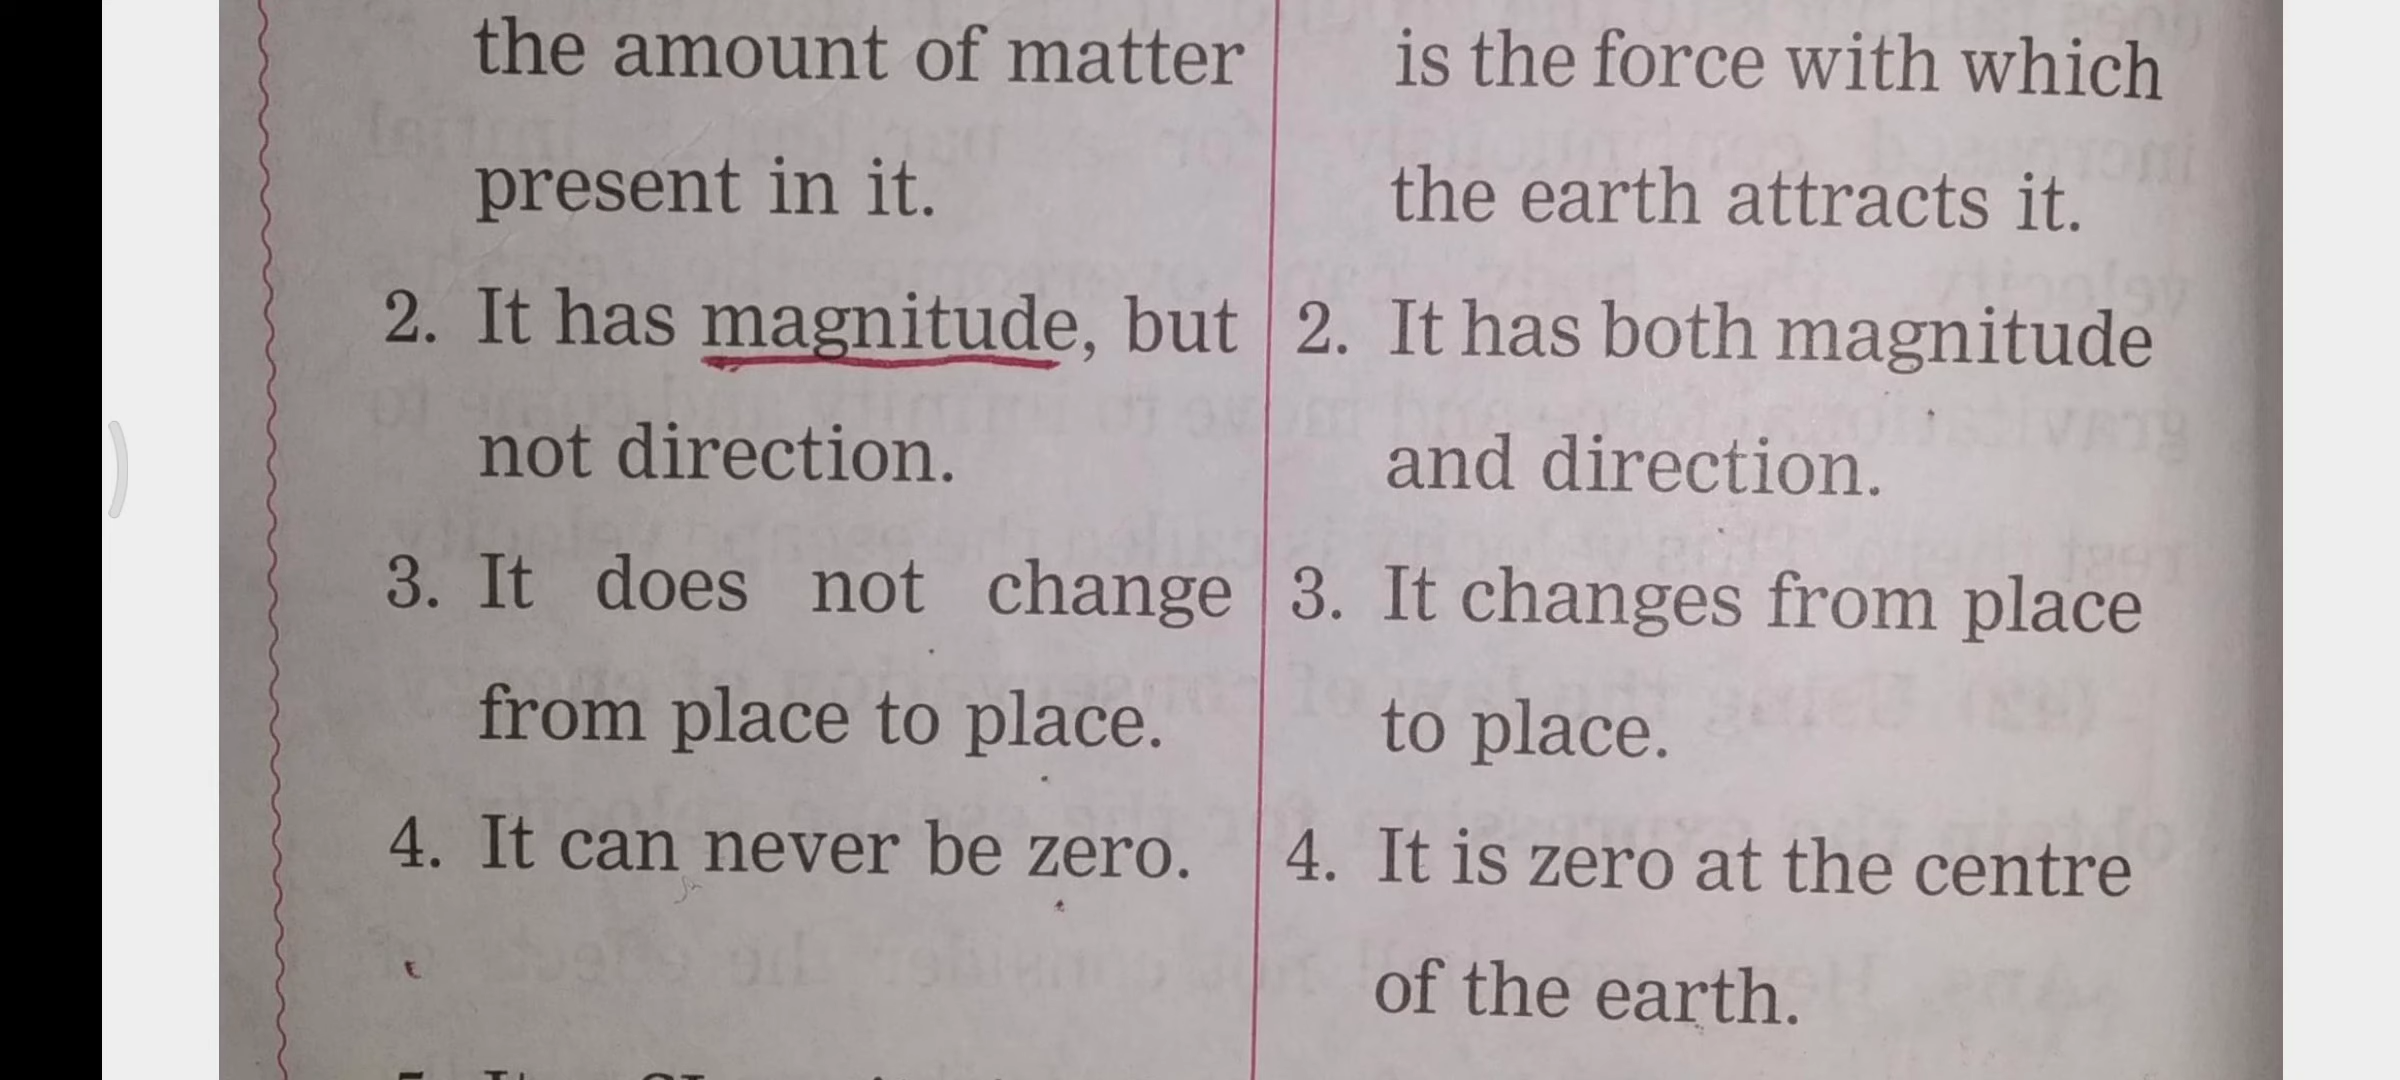 the amount of matter
present in it.
2. It has magnitude, but
not direction.
3. It does not change
from place to place.
4. It can never be zero.
is the force with which
the earth attracts it.
2. It has both magnitude
and direction.
3. It changes from place
to place.
4. It is zero at the centre
of the earth.